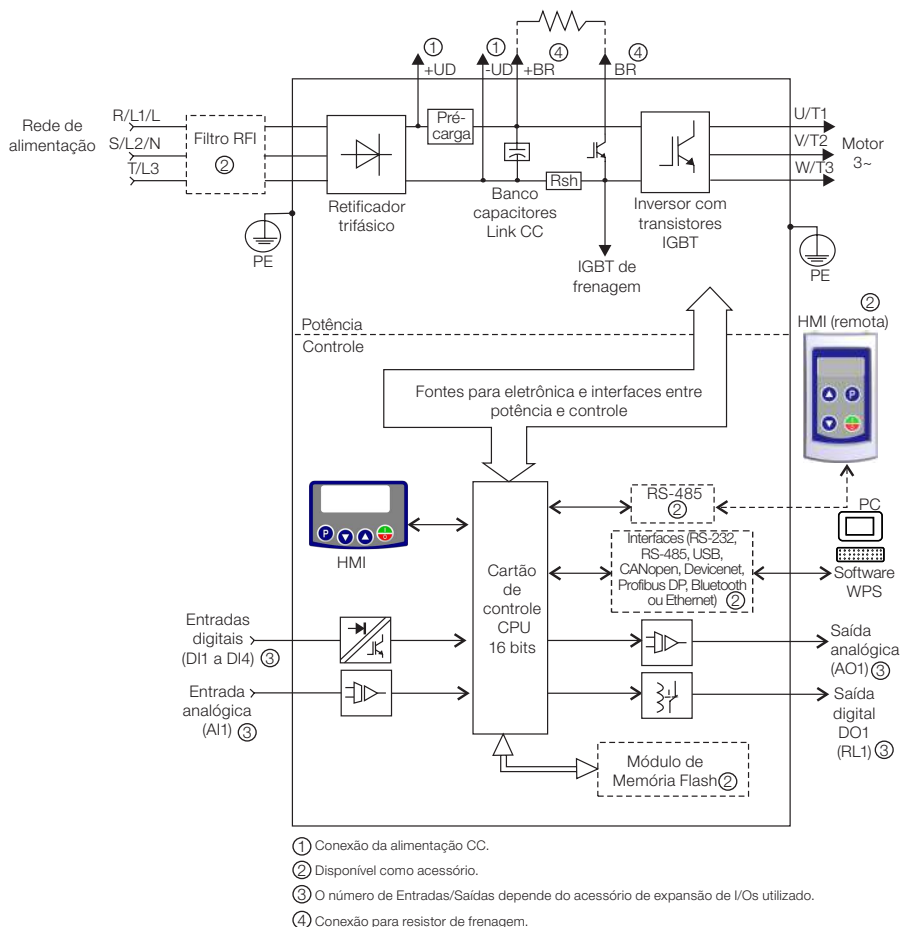 ①
+UD
①
-UD
+BR
④
BR
④
Rede de
alimentação
R/L1/L
S/L2/N
T/L3
Filtro RFI
②
Pré-
carga
Rsh
U/T1
V/T2
W/T3
Motor
3~
Retificador
trifásico
Banco
capacitores
Link CC
Inversor com
transistores
IGBT
IGBT de
frenagem
PE
PE
Potência
Controle
②
HMI (remota)
P
Fontes para eletrônica e interfaces entre
potência e controle
P
HMI
Cartão
de
controle
CPU
16 bits
RS-485
②
PC
Interfaces (RS-232,
RS-485, USB,
CANopen, Devicenet,
Profibus DP, Bluetooth
ou Ethernet) ②
Software
WPS
Entradas
digitais
(DI1 a DI4) ③
Entrada
analógica
(AI1) ③
Saída
analógica
(AO1) ③
Saída
digital
DO1
(RL1) ③
Módulo de
Memória Flash ②
① Conexão da alimentação CC.
② Disponível como acessório.
③ O número de Entradas/Saídas depende do acessório de expansão de I/Os utilizado.
④ Conexão para resistor de frenagem.